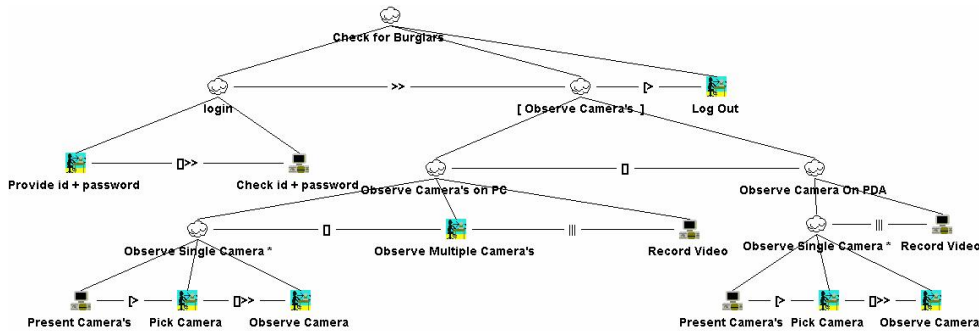 Check for Burglars
>>
[>
login
[ Observe Camera's ]
Log Out
[]>>
Provide id + password
Check id + password
[]
Observe Camera's on PC
Observe Camera On PDA
[]
|||
|||
Observe Single Camera *
Observe Multiple Camera's
Record Video
Observe Single Camera *
Record Video
[>
[]>>
[>
[]>>
Present Camera's
Pick Camera
Observe Camera
Present Camera's
Pick Camera
Observe Camera